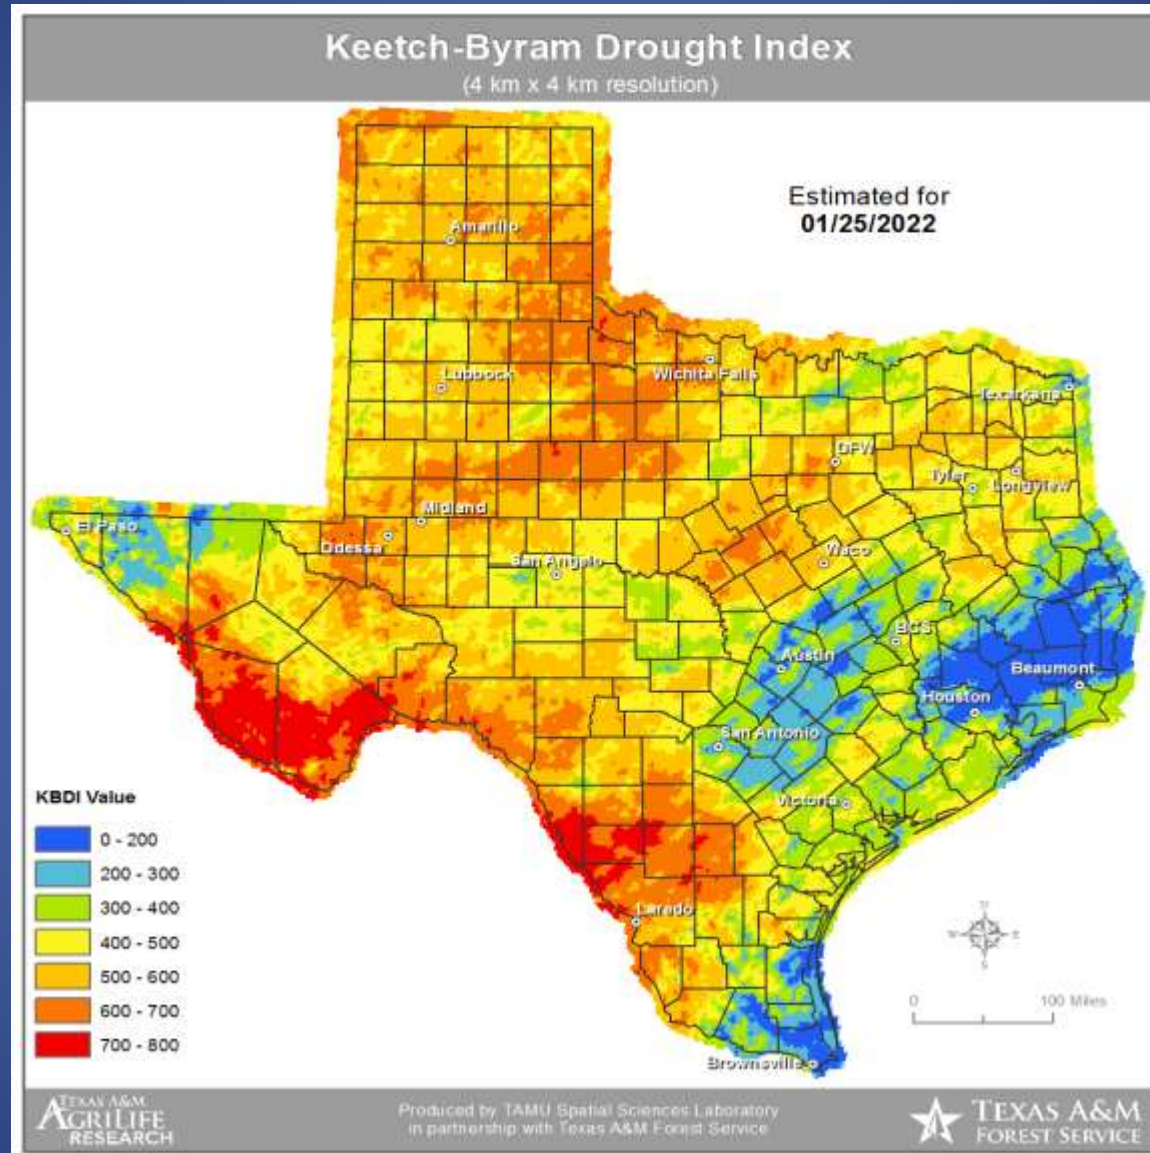 Keetch-Byram Drought Index
(4 km x 4 km resolution)
Estimated for
01/25/2022
Amarillo
Lubbock
Wichita Falls
Texarkana
DFW
Tyler
Longview
Midland
El Paso
Odessa
San Angelo
Waco
BCS
Austin
Beaumont
Houston
San Antonio
Victoria
Laredo
Brownsville
KBDI Value
0 - 200
200 - 300
300 - 400
400 - 500
500 - 600
600 - 700
700 - 800
N
W E
S
0 100 Miles
TEXAS A&M
AGRILIFE
RESEARCH
Produced by TAMU Spatial Sciences Laboratory
in partnership with Texas A&M Forest Service
TEXAS A&M
FOREST SERVICE